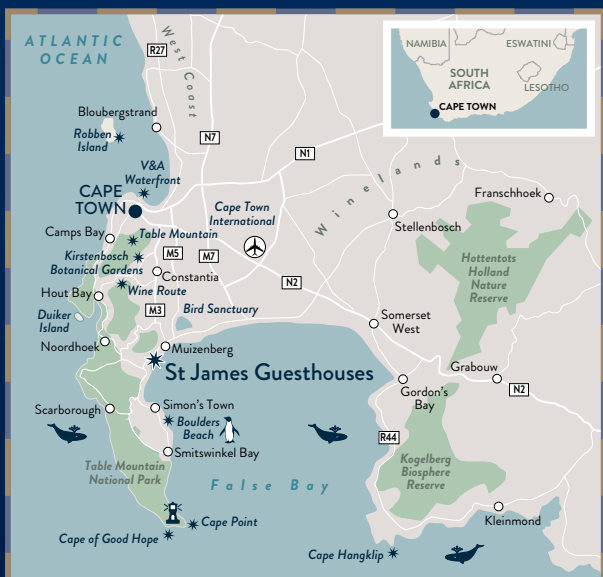 ATLANTIC
OCEAN
R27
West Coast
NAMIBIA
ESWATINI
SOUTH
AFRICA
LESOTHO
CAPE TOWN
Bloubergstrand
Robben
Island
N7
N1
V&A
Waterfront
CAPE
TOWN
Cape Town
International
Winelands
Franschhoek
Stellenbosch
Camps Bay
Table Mountain
Kirstenbosch
Botanical Gardens
M5
M7
Constantia
N2
Hottentots
Holland
Nature
Reserve
Hout Bay
Wine Route
M3
Bird Sanctuary
Duiker
Island
Somerset
West
Noordhoek
Muizenberg
St James Guesthouses
Grabouw
N2
Gordon's
Bay
Scarborough
Simon's Town
Boulders
Beach
R44
Smitswinkel Bay
Table Mountain
National Park
False Bay
Kogelberg
Biosphere
Reserve
Cape Point
Cape of Good Hope
Kleinmond
Cape Hangklip